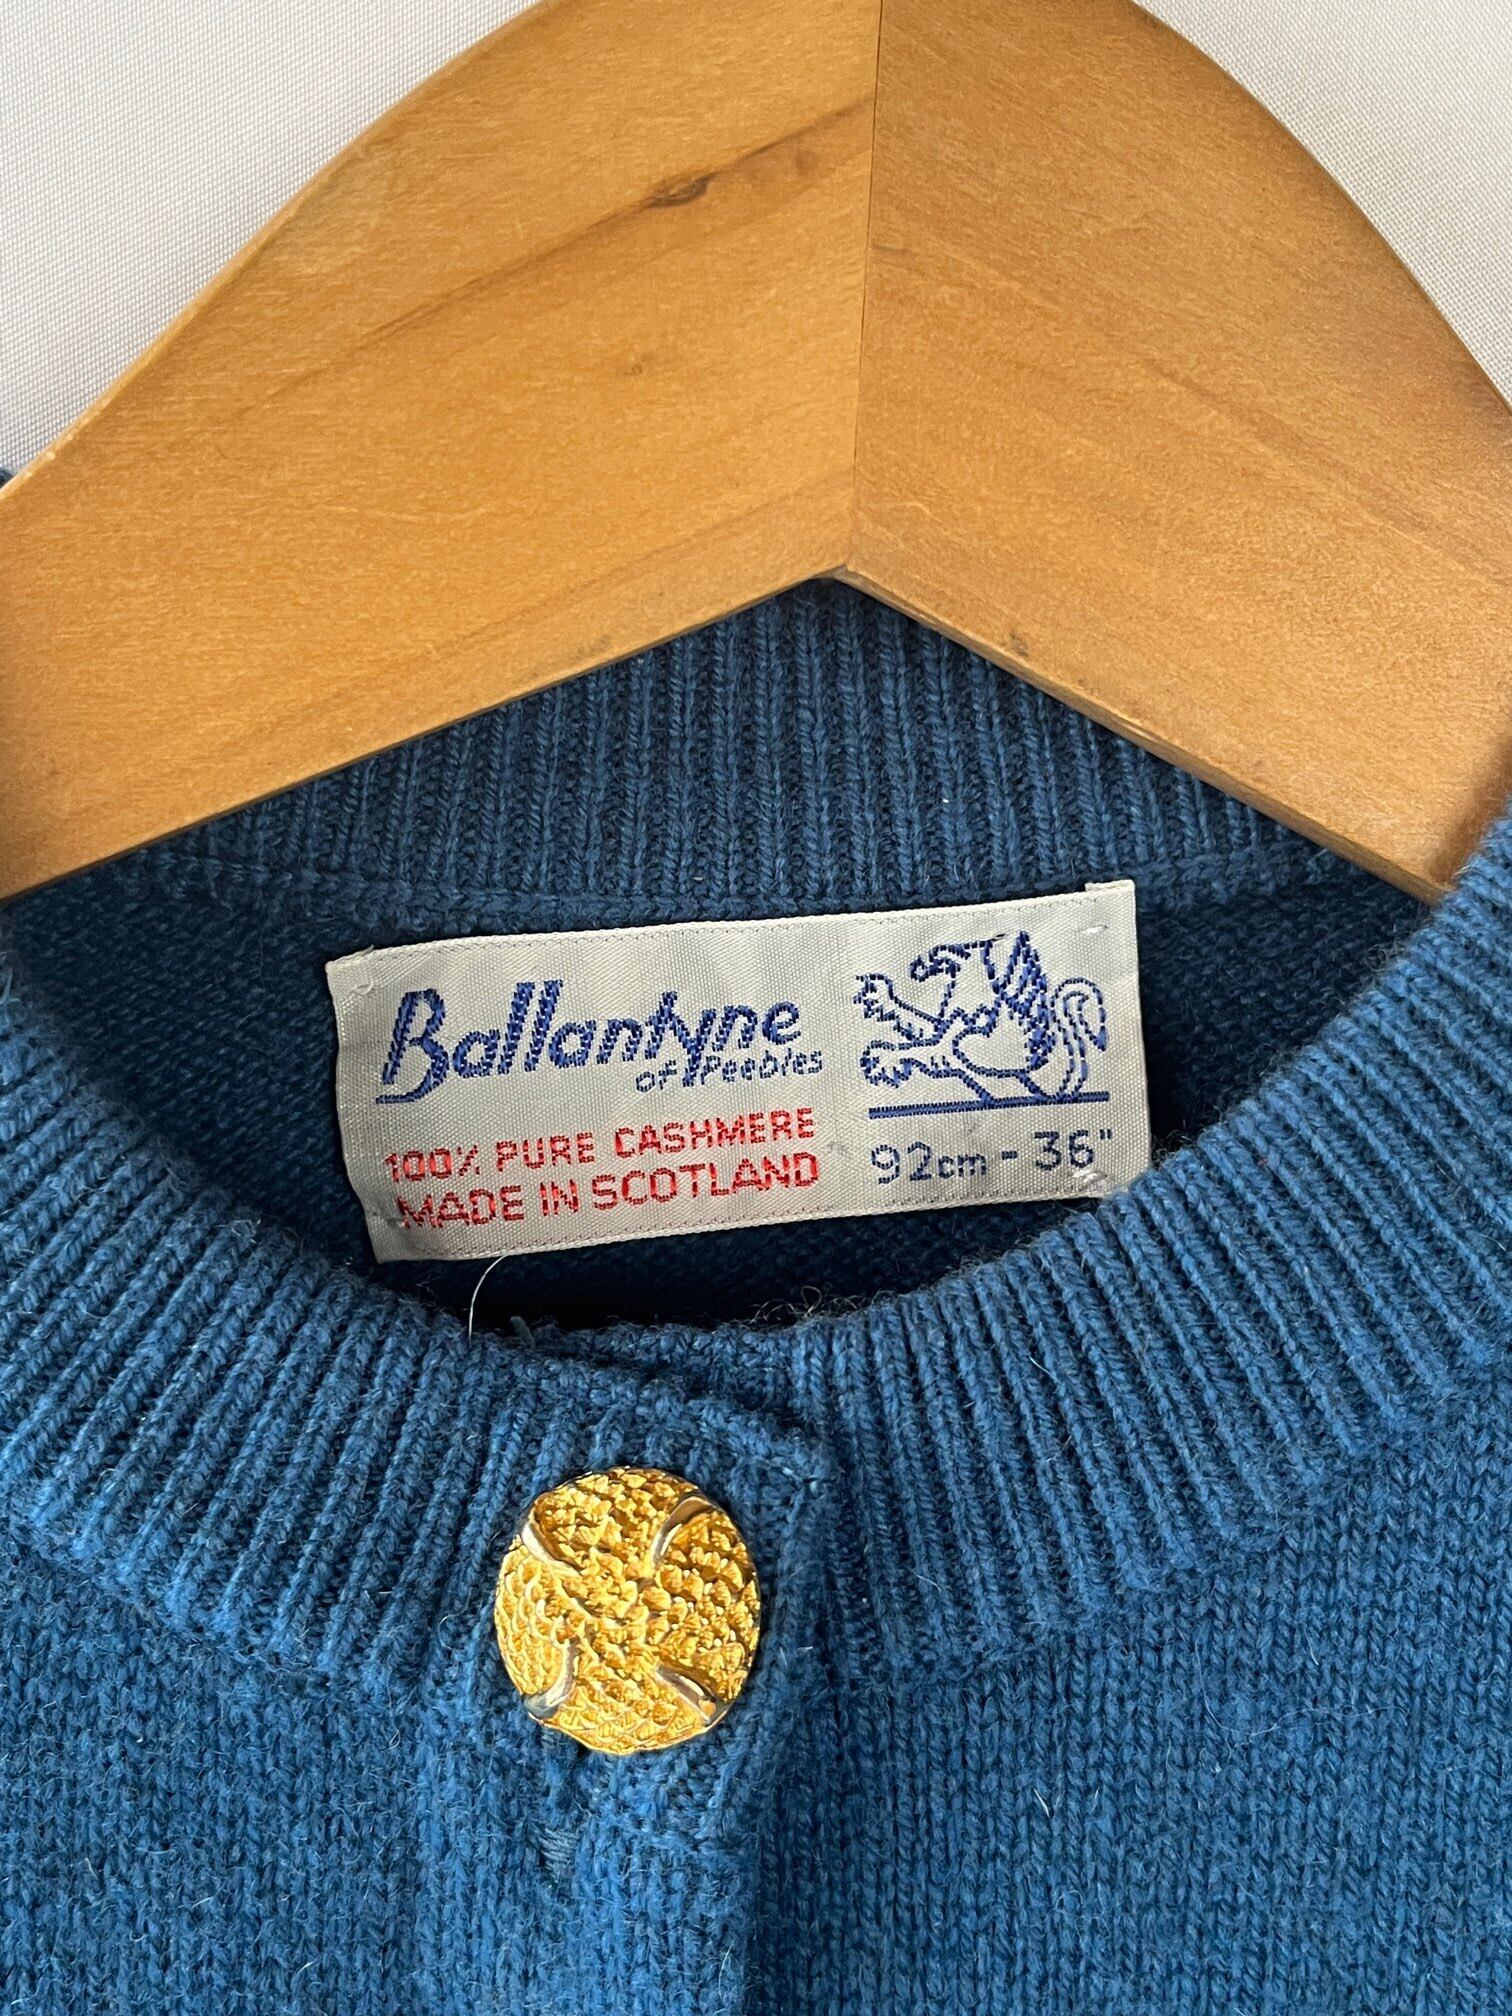 Ballantyne
of Peebles
100% PURE CASHMERE
MADE IN SCOTLAND
92cm - 36"